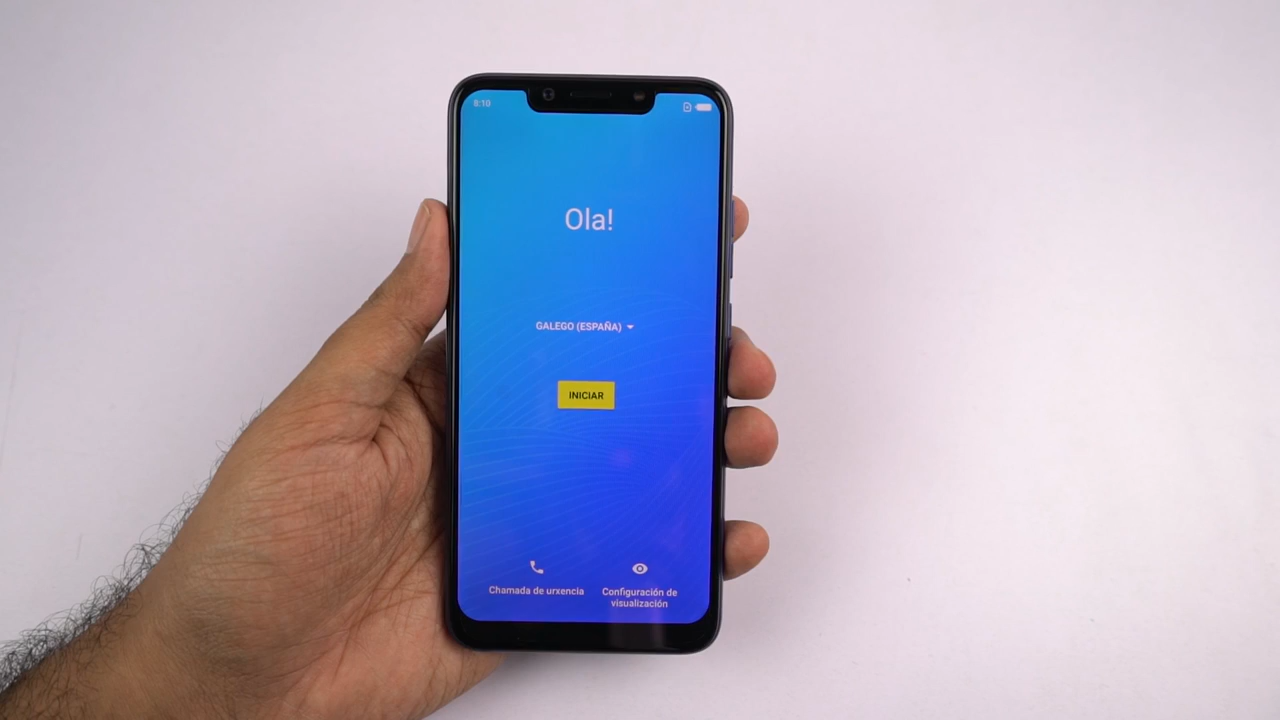 8:10
Ola!
GALEGO (ESPAÑA)
INICIAR
Chamada de urxencia
Configuración de
visualización